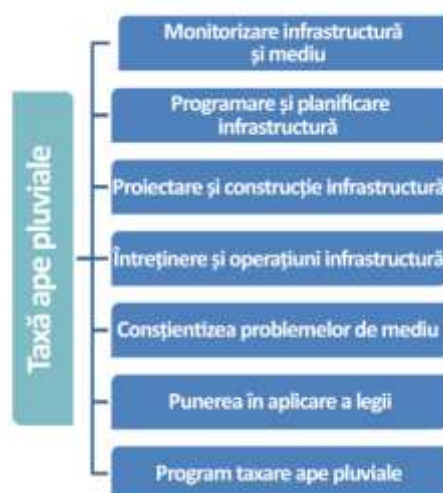 Taxă ape pluviale
Monitorizare infrastructură
și mediu
Programare și planificare
infrastructură
Proiectare și construcție infrastructură
Întreținere și operațiuni infrastructură
Conștientizea problemelor de mediu
Punerea în aplicare a legii
Program taxare ape pluviale